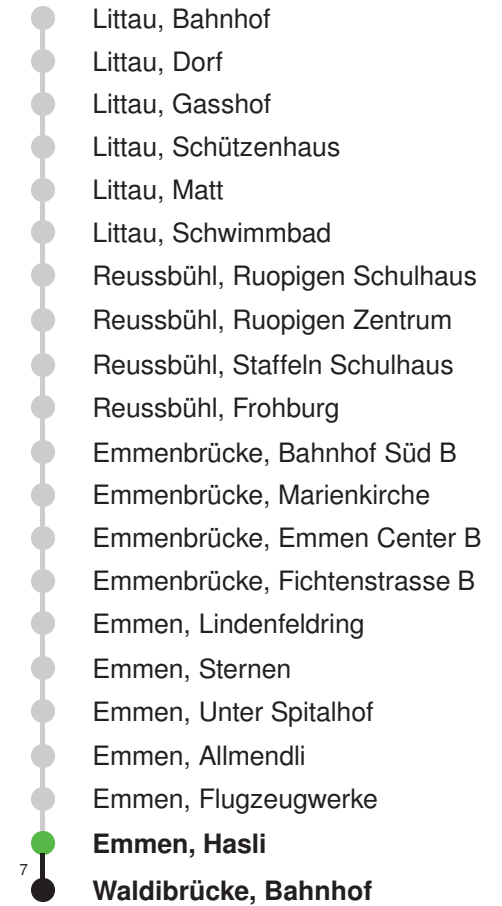 Littau, Bahnhof
Littau, Dorf
Littau, Gasshof
Littau, Schützenhaus
Littau, Matt
Littau, Schwimmbad
Reussbühl, Ruopigen Schulhaus
Reussbühl, Ruopigen Zentrum
Reussbühl, Staffeln Schulhaus
Reussbühl, Frohburg
Emmenbrücke, Bahnhof Süd B
Emmenbrücke, Marienkirche
Emmenbrücke, Emmen Center B
Emmenbrücke, Fichtenstrasse B
Emmen, Lindenfeldring
Emmen, Sternen
Emmen, Unter Spitalhof
Emmen, Allmendli
Emmen, Flugzeugwerke
Emmen, Hasli
7
Waldibrücke, Bahnhof